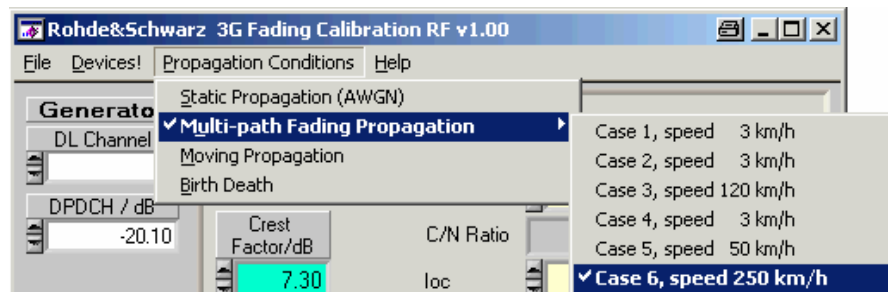 Rohde&Schwarz 3G Fading Calibration RF v1.00
File Devices! Propagation Conditions Help
Static Propagation (AWGN)
Multi-path Fading Propagation
Moving Propagation
Birth Death
Case 1, speed 3 km/h
Case 2, speed 3 km/h
Case 3, speed 120 km/h
Case 4, speed 3 km/h
Case 5, speed 50 km/h
Case 6, speed 250 km/h
Generato
DL Channel
DPDCH / dB
-20.10
Crest
Factor/dB
7.30
C/N Ratio
Ioc